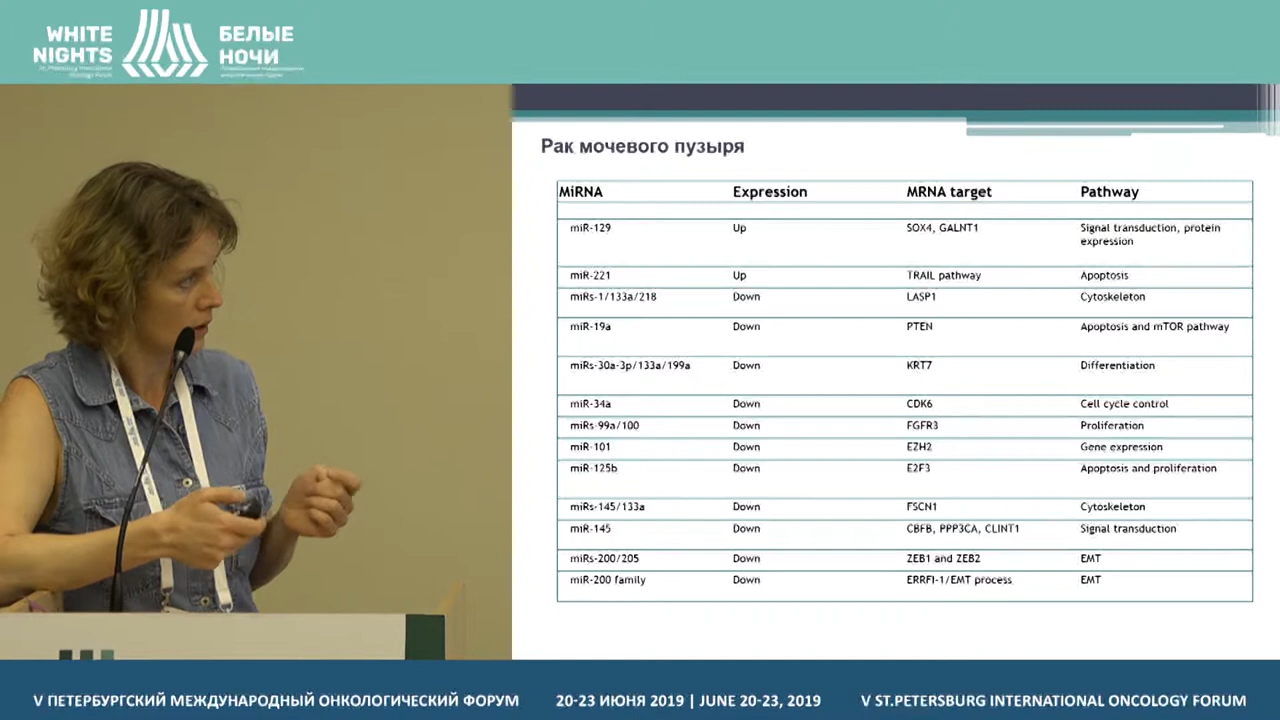 WHITE
NIGHTS
St. Petersburg International
Oncology Forum
БЕЛЫЕ
НОЧИ
Рак мочевого пузыря
MiRNA Expression MRNA target Pathway
miR-129 Up SOX4, GALNT1 Signal transduction, protein
expression
miR-221 Up TRAIL pathway Apoptosis
miRs-1/133a/218 Down LASP1 Cytoskeleton
miR-19a Down PTEN Apoptosis and mTOR pathway
miRs-30a-3p/133a/199a Down KRT7 Differentiation
miR-34a Down CDK6 Cell cycle control
miRs-99a/100 Down FGFR3 Proliferation
miR-101 Down EZH2 Gene expression
miR-125b Down E2F3 Apoptosis and proliferation
miRs-145/133a Down FSCN1 Cytoskeleton
miR-145 Down CBFB, PPP3CA, CLINT1 Signal transduction
miRs-200/205 Down ZEB1 and ZEB2 EMT
miR-200 family Down ERRFI-1/EMT process EMT
V ПЕТЕРБУРГСКИЙ МЕЖДУНАРОДНЫЙ ОНКОЛОГИЧЕСКИЙ ФОРУМ 20-23 ИЮНЯ 2019 | JUNE 20-23, 2019 V ST.PETERSBURG INTERNATIONAL ONCOLOGY FORUM